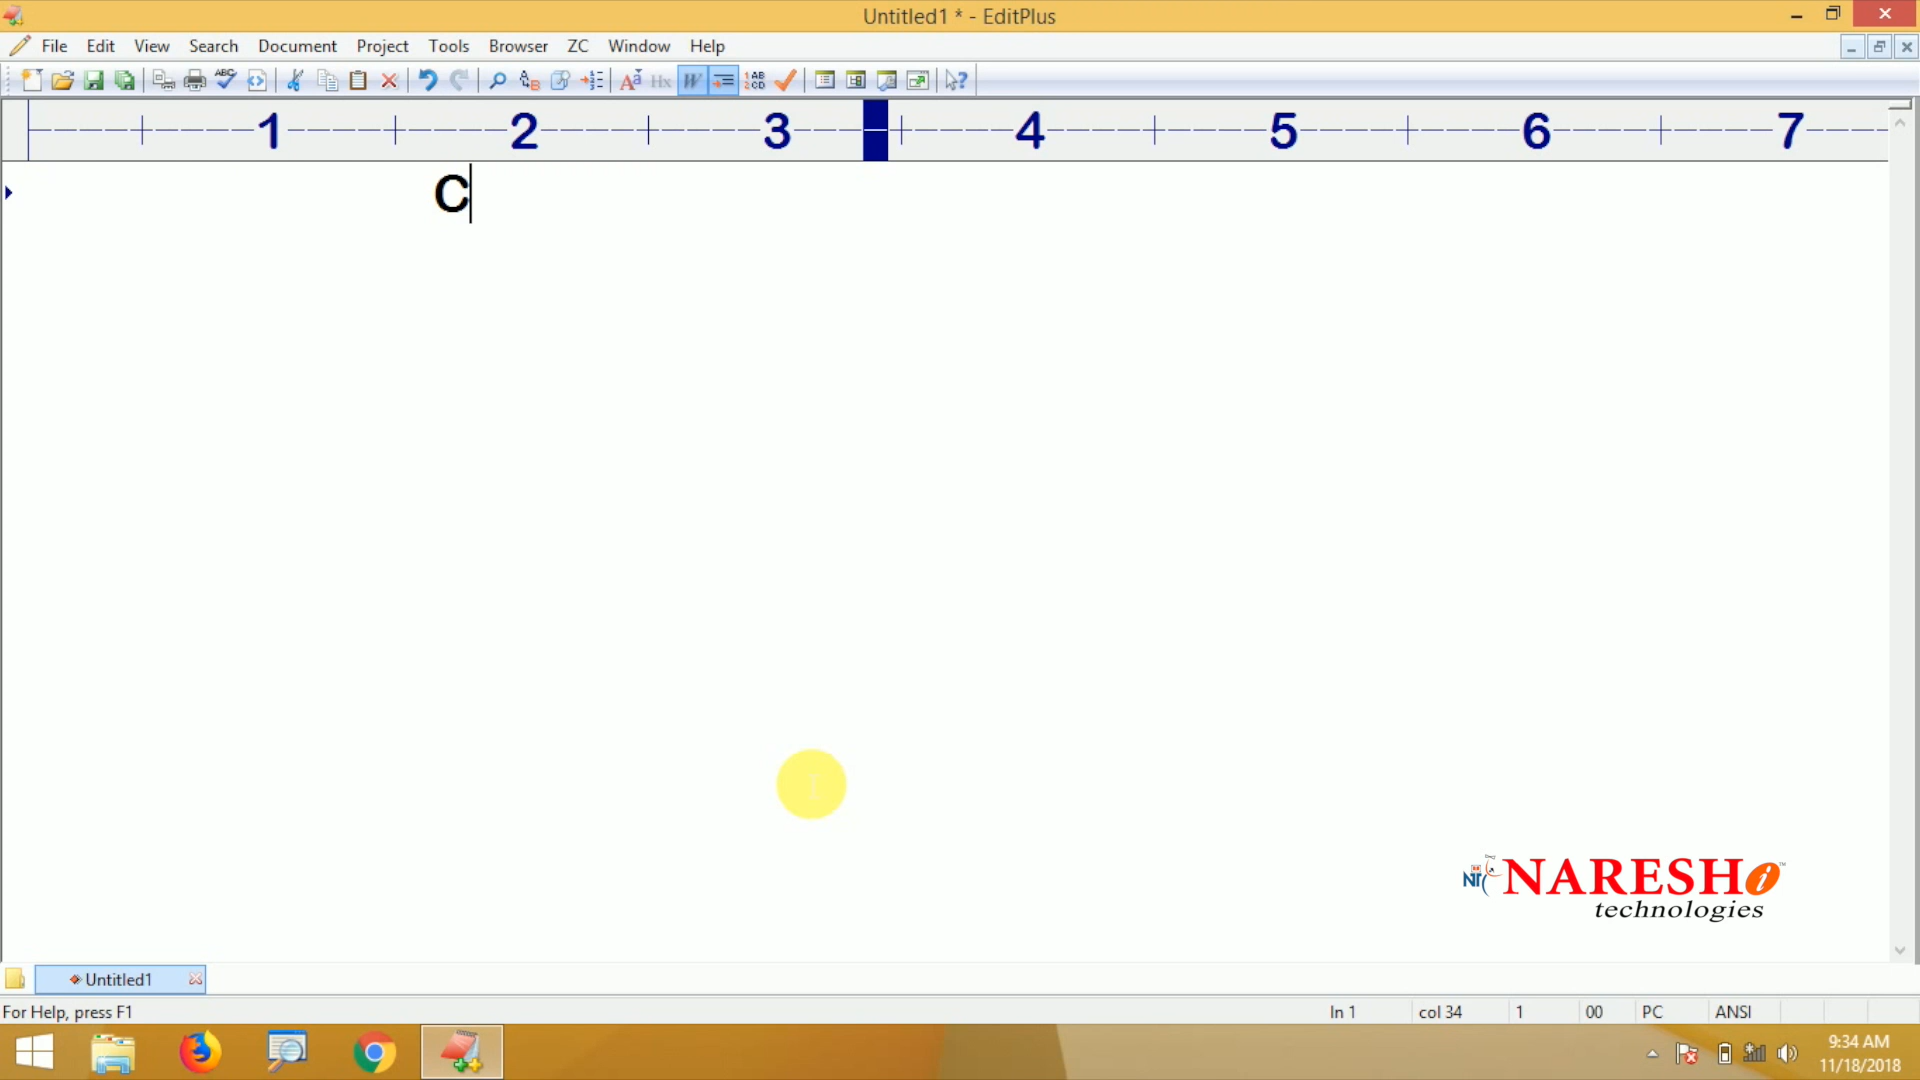 Untitled1 * - EditPlus
File Edit View Search Document Project Tools Browser ZC Window Help
1 2 3 4 5 6 7
C
NARESHi
technologies
Untitled1
For Help, press F1 ln 1 col 34 1 00 PC ANSI
9:34 AM
11/18/2018